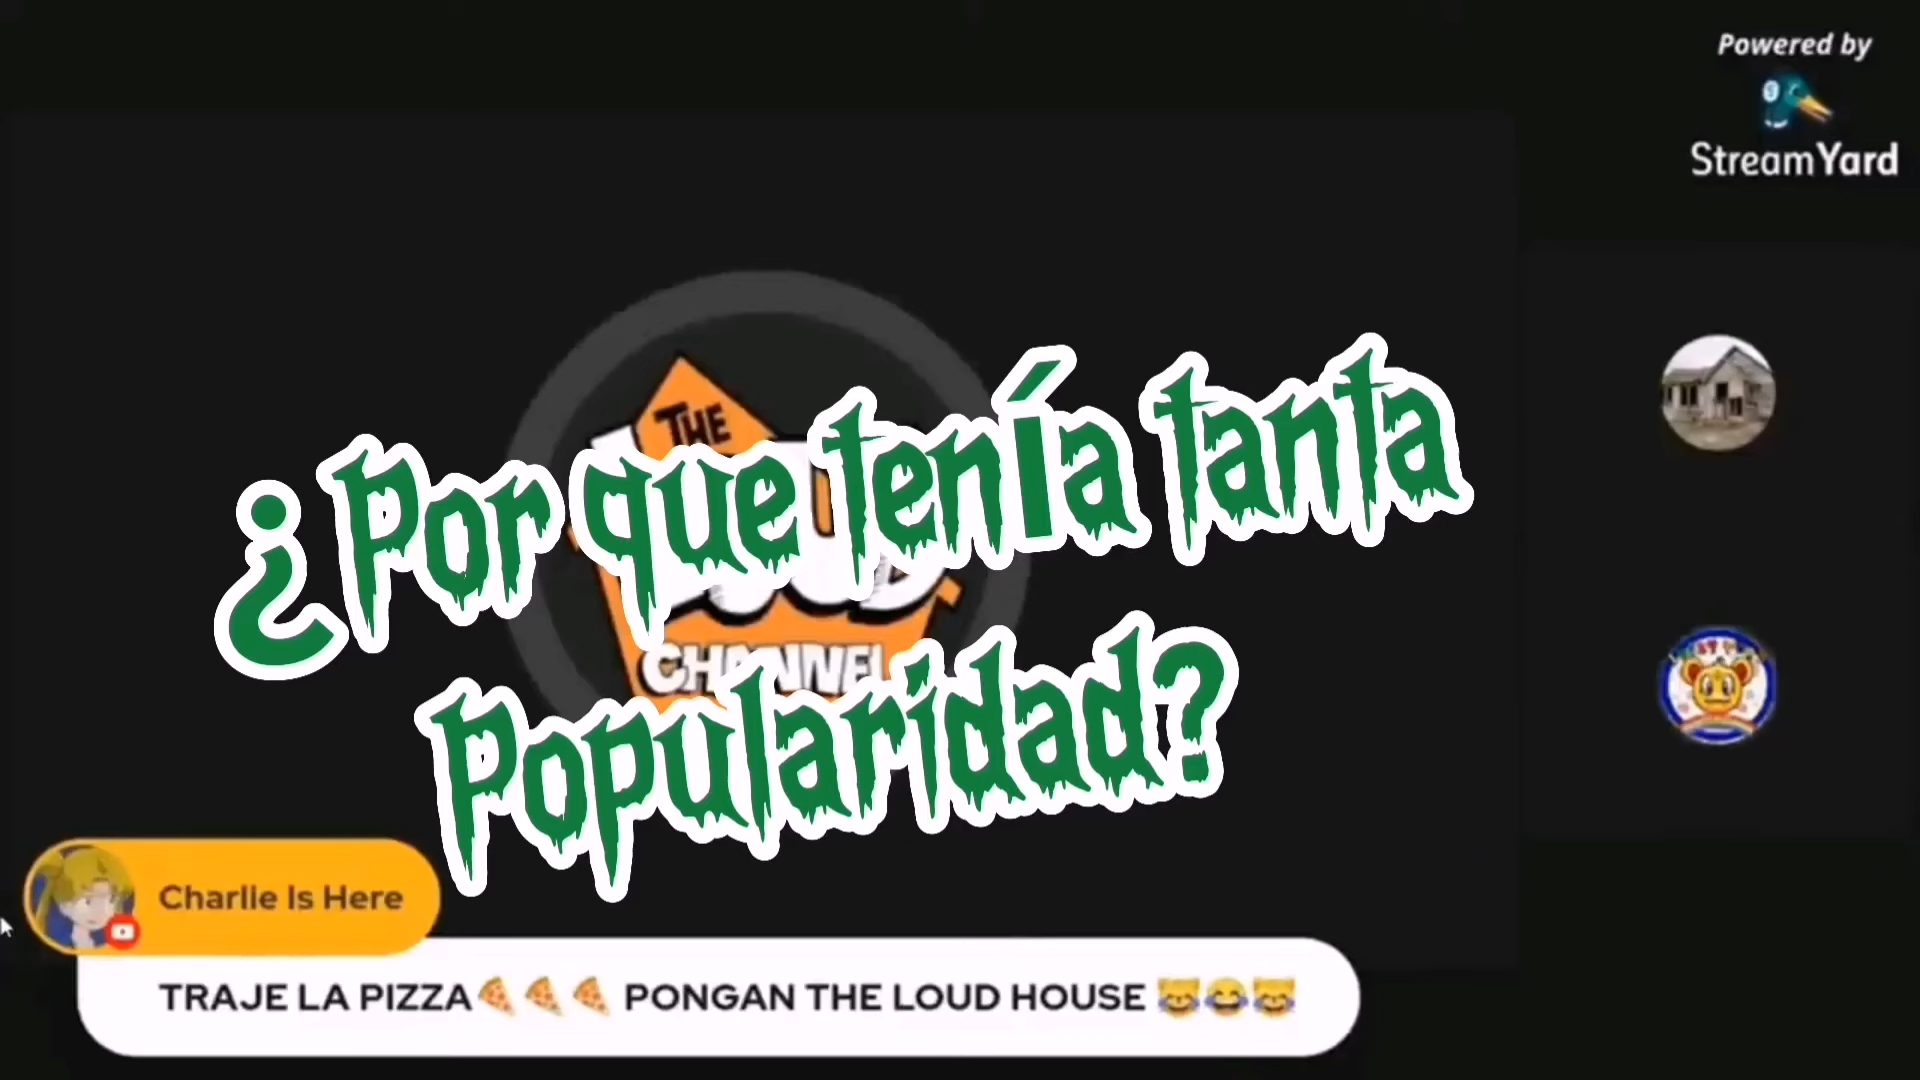 Powered by
StreamYard
THE
CHANNEL
¿Por que tenía tanta
Popularidad?
Charlie Is Here
TRAJE LA PIZZA🍕🍕🍕 PONGAN THE LOUD HOUSE 😹😂😹